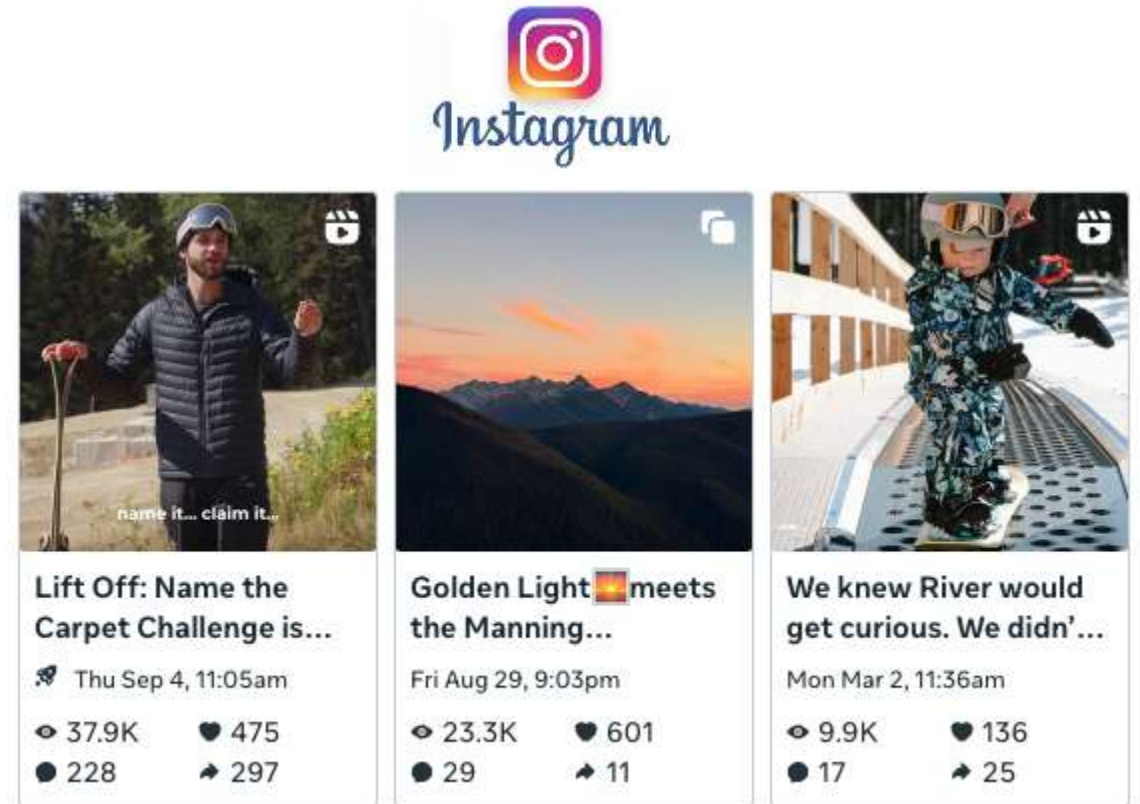 Instagram
name it... claim it...
Lift Off: Name the
Carpet Challenge is...
Thu Sep 4, 11:05am
37.9K 475
228 297
Golden Light🌅meets
the Manning...
Fri Aug 29, 9:03pm
23.3K 601
29 11
We knew River would
get curious. We didn’...
Mon Mar 2, 11:36am
9.9K 136
17 25